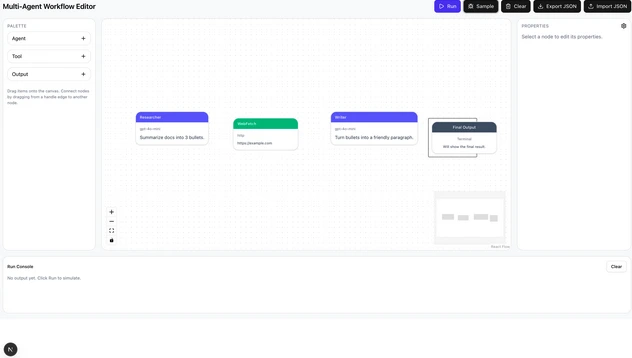 Multi-Agent Workflow Editor
Run
Sample
Clear
Export JSON
Import JSON
PALETTE
Agent +
Tool +
Output +
Drag items onto the canvas. Connect nodes
by dragging from a handle edge to another
node.
Researcher
gpt-4o-mini
Summarize docs into 3 bullets.
WebFetch
http
https://example.com
Writer
gpt-4o-mini
Turn bullets into a friendly paragraph.
Final Output
Terminal
Will show the final result.
React Flow
PROPERTIES
Select a node to edit its properties.
Run Console
Clear
No output yet. Click Run to simulate.
N